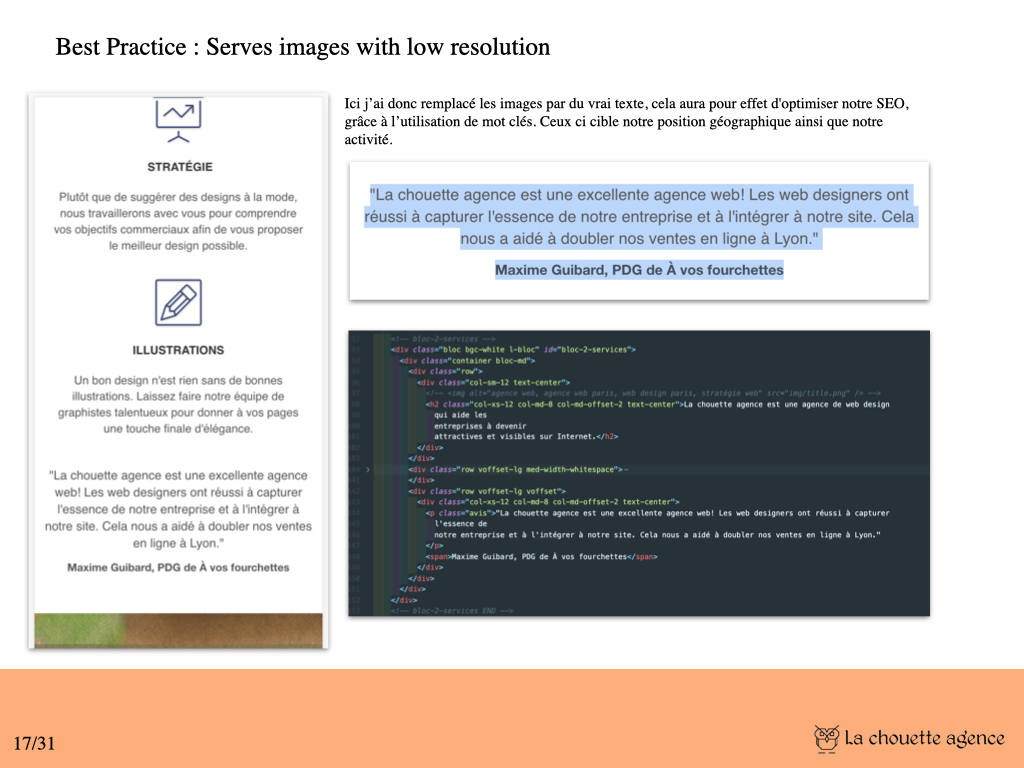 Best Practice : Serves images with low resolution
STRATÉGIE
Plutôt que de suggérer des designs à la mode,
nous travaillerons avec vous pour comprendre
vos objectifs commerciaux afin de vous proposer
le meilleur design possible.
ILLUSTRATIONS
Un bon design n'est rien sans de bonnes
illustrations. Laissez faire notre équipe de
graphistes talentueux pour donner à vos pages
une touche finale d'élégance.
"La chouette agence est une excellente agence
web! Les web designers ont réussi à capturer
l'essence de notre entreprise et à l'intégrer à
notre site. Cela nous a aidé à doubler nos ventes
en ligne à Lyon."
Maxime Guibard, PDG de À vos fourchettes
Ici j'ai donc remplacé les images par du vrai texte, cela aura pour effet d'optimiser notre SEO,
grâce à l'utilisation de mot clés. Ceux ci cible notre position géographique ainsi que notre
activité.
"La chouette agence est une excellente agence web! Les web designers ont
réussi à capturer l'essence de notre entreprise et à l'intégrer à notre site. Cela
nous a aidé à doubler nos ventes en ligne à Lyon."
Maxime Guibard, PDG de À vos fourchettes
<!-- bloc-2-services -->
<div class="bloc bgc-white l-bloc" id="bloc-2-services">
<div class="container bloc-md">
<div class="row">
<div class="col-sm-12 text-center">
<!-- <img alt="agence web, agence web paris, web design paris, stratégie web" src="img/title.png" /> -->
<h2 class="col-xs-12 col-md-8 col-md-offset-2 text-center">La chouette agence est une agence de web design
qui aide les
entreprises à devenir
attractives et visibles sur Internet.</h2>
</div>
</div>
<div class="row voffset-lg med-width-whitespace">
</div>
<div class="row voffset-lg voffset">
<div class="col-xs-12 col-md-8 col-md-offset-2 text-center">
<p class="avis">"La chouette agence est une excellente agence web! Les web designers ont réussi à capturer
l'essence de
notre entreprise et à l'intégrer à notre site. Cela nous a aidé à doubler nos ventes en ligne à Lyon."
</p>
<span>Maxime Guibard, PDG de À vos fourchettes</span>
</div>
</div>
</div>
</div>
<!-- bloc-2-services END -->
17/31
La chouette agence